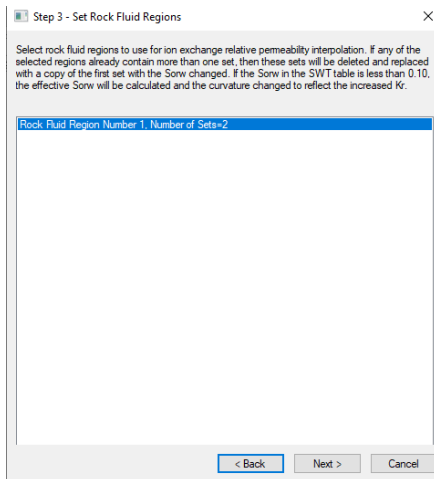 Step 3 - Set Rock Fluid Regions
Select rock fluid regions to use for ion exchange relative permeability interpolation. If any of the
selected regions already contain more than one set, then these sets will be deleted and replaced
with a copy of the first set with the Sorw changed. If the Sorw in the SWT table is less than 0.10,
the effective Sorw will be calculated and the curvature changed to reflect the increased Kr.
Rock Fluid Region Number 1, Number of Sets=2
< Back Next > Cancel